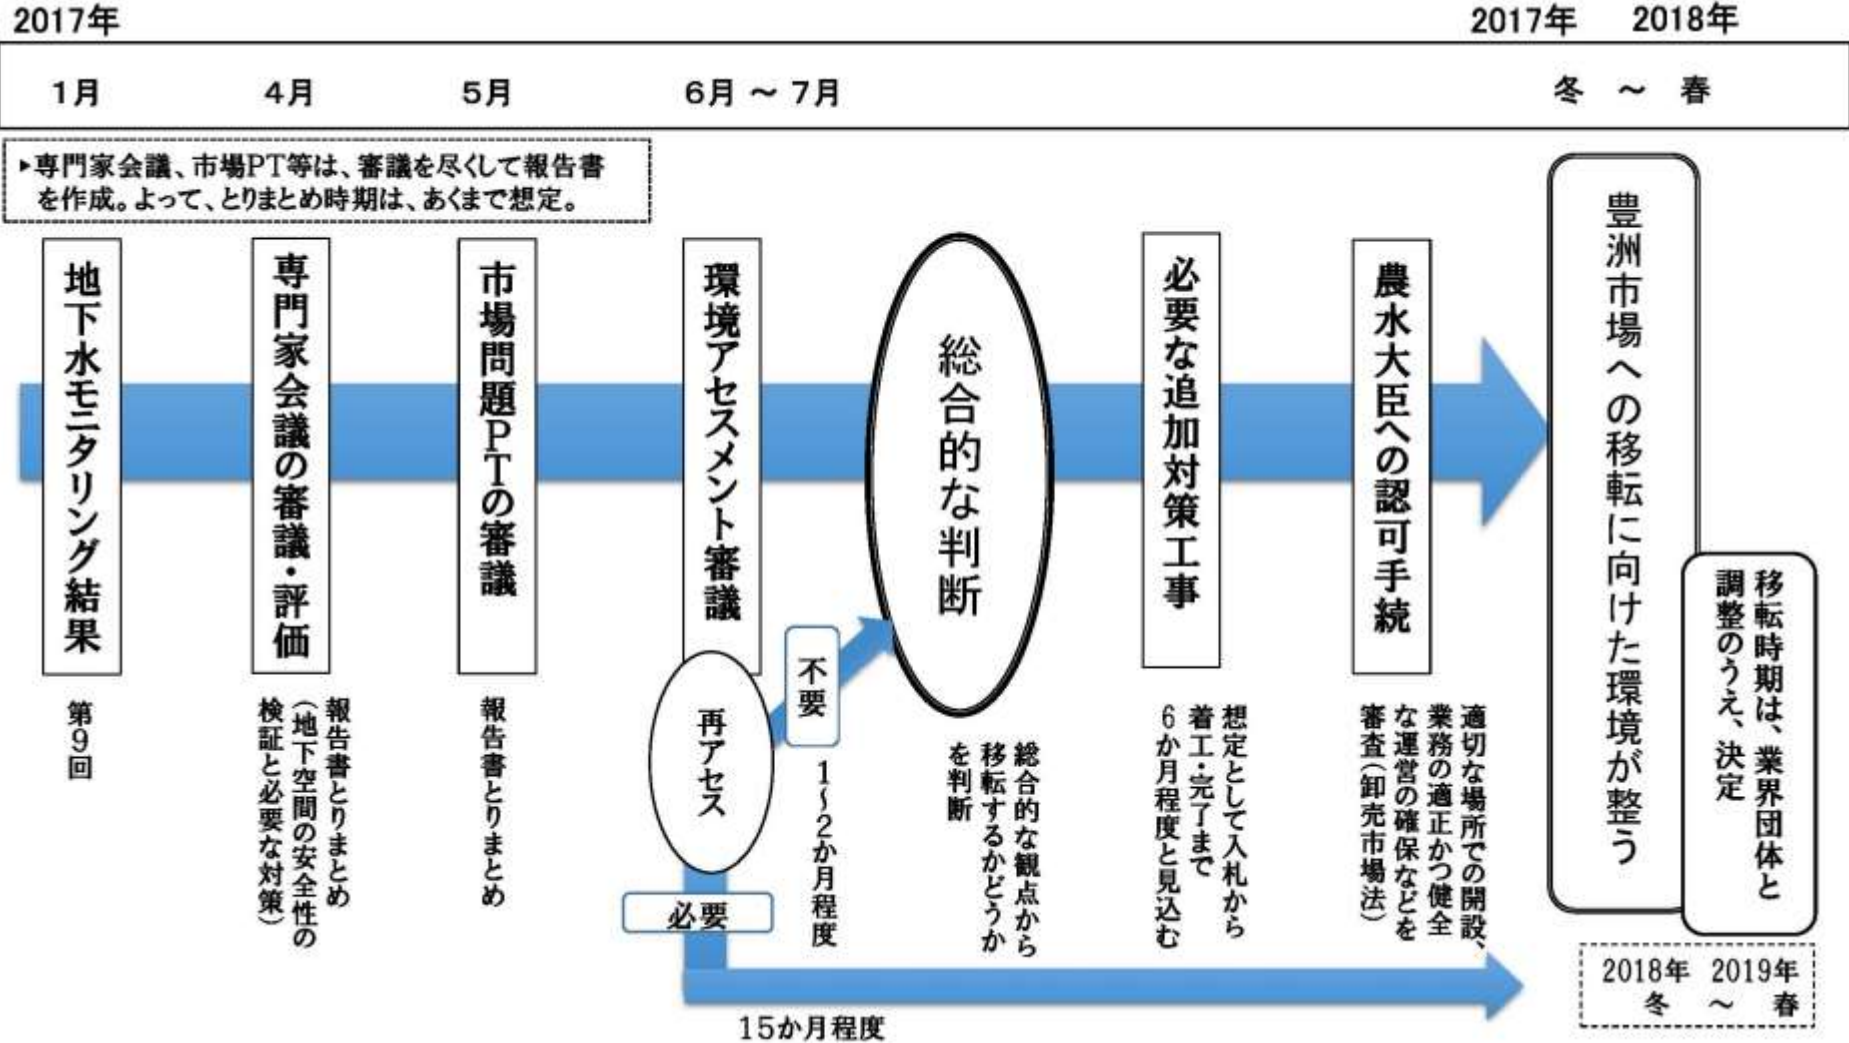 2017年
2017年 2018年
1月 4月 5月 6月 ～ 7月 冬 ～ 春
▸専門家会議、市場PT等は、審議を尽くして報告書
を作成。よって、とりまとめ時期は、あくまで想定。
地下水モニタリング結果
第9回
専門家会議の審議・評価
報告書とりまとめ
（地下空間の安全性の
検証と必要な対策）
市場問題PTの審議
報告書とりまとめ
環境アセスメント審議
再アセス
不要
1～2か月程度
必要
15か月程度
総合的な判断
総合的な観点から
移転するかどうか
を判断
必要な追加対策工事
想定として入札から
着工・完了まで
6か月程度と見込む
農水大臣への認可手続
適切な場所での開設、
業務の適正かつ健全
な運営の確保などを
審査（卸売市場法）
豊洲市場への移転に向けた環境が整う
移転時期は、業界団体と
調整のうえ、決定
2018年 2019年
冬 ～ 春